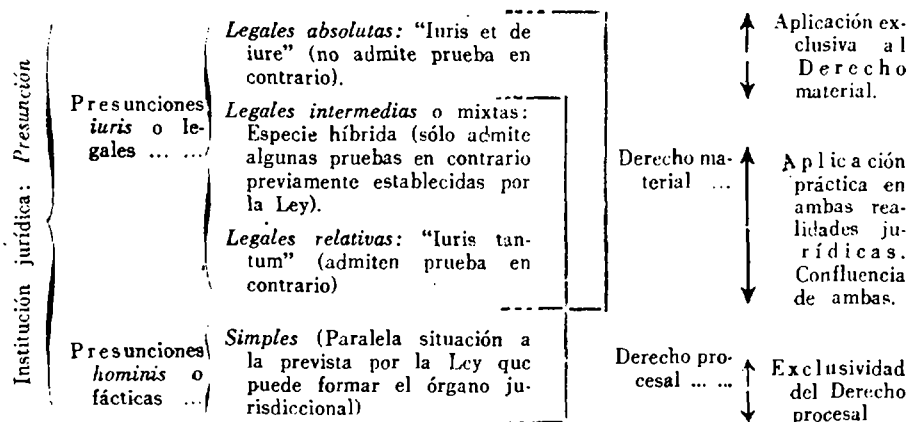 Institución jurídica: Presunción
Presunciones
iuris o le-
gales ... ...
Legales absolutas: "Iuris et de
iure" (no admite prueba en
contrario).
Legales intermedias o mixtas:
Especie híbrida (sólo admite
algunas pruebas en contrario
previamente establecidas por
la Ley).
Legales relativas: "Iuris tan-
tum" (admiten prueba en
contrario)
Presunciones
hominis o
fácticas ...
Simples (Paralela situación a
la prevista por la Ley que
puede formar el órgano ju-
risdiccional)
Derecho ma-
terial ...
Derecho pro-
cesal ... ...
Aplicación ex-
clusiva al
Derecho
material.
Aplicación
práctica en
ambas rea-
lidades ju-
rídicas.
Confluencia
de ambas.
Exclusividad
del Derecho
procesal